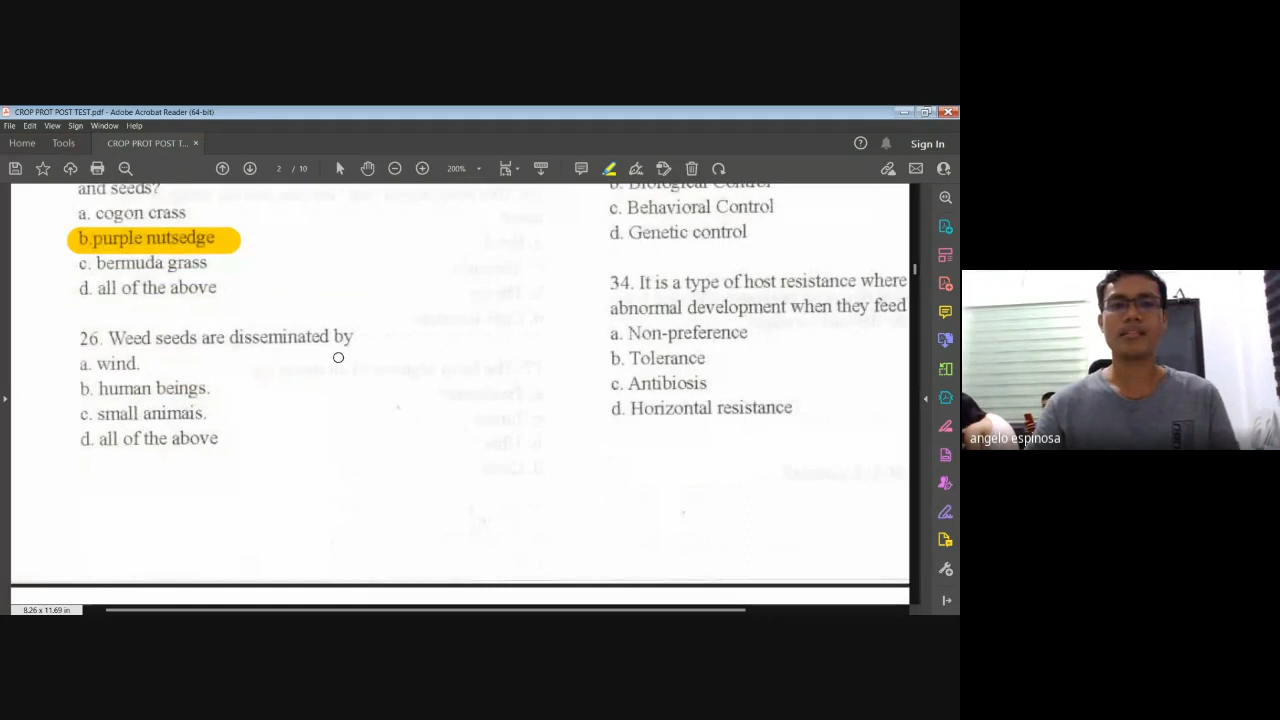 CROP PROT POST TEST.pdf - Adobe Acrobat Reader (64-bit)
File Edit View Sign Window Help
Home Tools CROP PROT POST T... × Sign In
2 / 10 200%
and seeds?
a. cogon crass
b.purple nutsedge
c. bermuda grass
d. all of the above
26. Weed seeds are disseminated by
a. wind.
b. human beings.
c. small animais.
d. all of the above
b. Biological Control
c. Behavioral Control
d. Genetic control
34. It is a type of host resistance where
abnormal development when they feed
a. Non-preference
b. Tolerance
c. Antibiosis
d. Horizontal resistance
8.26 x 11.69 in
angelo espinosa